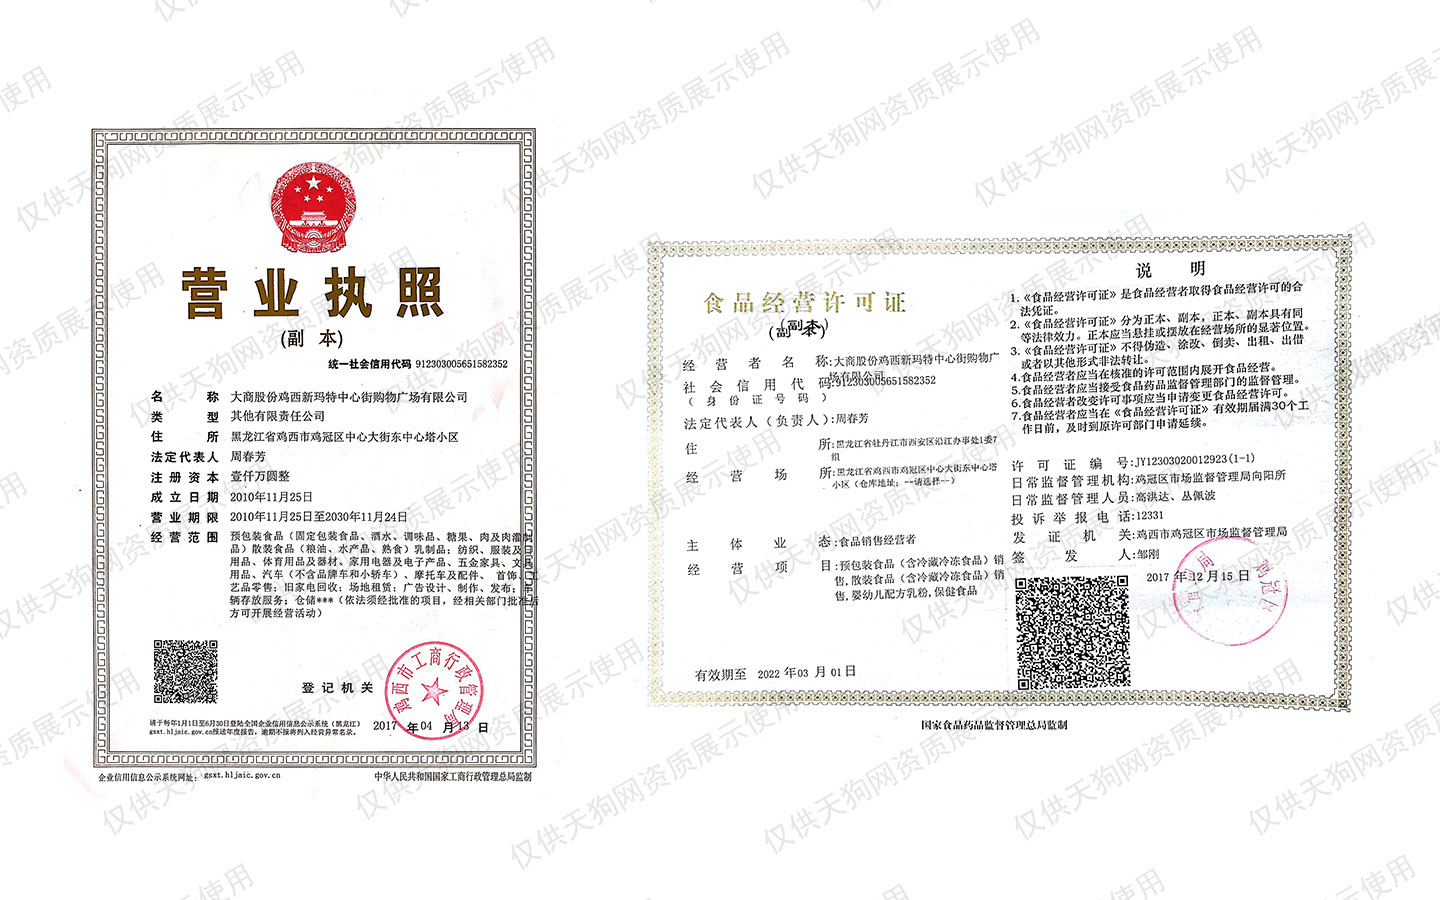 营业执照
(副 本)
统一社会信用代码 912303005651582352
名 称 大商股份鸡西新玛特中心街购物广场有限公司
类 型 其他有限责任公司
住 所 黑龙江省鸡西市鸡冠区中心大街东中心塔小区
法定代表人 周春芳
注册资本 壹仟万圆整
成立日期 2010年11月25日
营业期限 2010年11月25日至2030年11月24日
经营范围 预包装食品（固定包装食品、酒水、调味品、糖果、肉及肉灌制
品）散装食品（粮油、水产品、熟食）乳制品；纺织、服装及日
用品、体育用品及器材、家用电器及电子产品、五金家具、文具
用品、汽车（不含品牌车和小轿车）、摩托车及配件、 首饰、工
艺品零售；旧家电回收；场地租赁；广告设计、制作、发布；车
辆存放服务；仓储***（依法须经批准的项目，经相关部门批准后
方可开展经营活动）
登记机关
鸡西市工商行政管理局
2017 年 04 月 13 日
请于每年1月1日至6月30日登陆全国企业信用信息公示系统（黑龙江）
gsxt.hljaic.gov.cn报送年度报告，逾期不报将列入经营异常名录。
企业信用信息公示系统网址： gsxt.hljaic.gov.cn
中华人民共和国国家工商行政管理总局监制
食品经营许可证
(副 本)
(副本)
经营者名称:大商股份鸡西新玛特中心街购物广
场有限公司
社会信用代码:912303005651582352
（身份证号码）
法定代表人（负责人）:周春芳
住 所:黑龙江省牡丹江市西安区沿江办事处1委7
组
经营场所:黑龙江省鸡西市鸡冠区中心大街东中心塔
小区（仓库地址：--请选择--）
主体业态:食品销售经营者
经营项目:预包装食品（含冷藏冷冻食品）销
售,散装食品（含冷藏冷冻食品）销
售,婴幼儿配方乳粉,保健食品
有效期至 2022 年 03 月 01 日
说 明
1.《食品经营许可证》是食品经营者取得食品经营许可的合
法凭证。
2.《食品经营许可证》分为正本、副本，正本、副本具有同
等法律效力。正本应当悬挂或摆放在经营场所的显著位置。
3.《食品经营许可证》不得伪造、涂改、倒卖、出租、出借
或者以其他形式非法转让。
4.食品经营者应当在核准的许可范围内展开食品经营。
5.食品经营者应当接受食品药品监督管理部门的监督管理。
6.食品经营者改变许可事项应当申请变更食品经营许可。
7.食品经营者应当在《食品经营许可证》有效期届满30个工
作日前，及时到原许可部门申请延续。
许可证编号:JY12303020012923(1-1)
日常监督管理机构:鸡冠区市场监督管理局向阳所
日常监督管理人员:高洪达、丛佩波
投诉举报电话:12331
发证机关:鸡西市鸡冠区市场监督管理局
签 发 人:邹刚
2017 年 12 月 15 日
国家食品药品监督管理总局监制
仅供天狗网资质展示使用